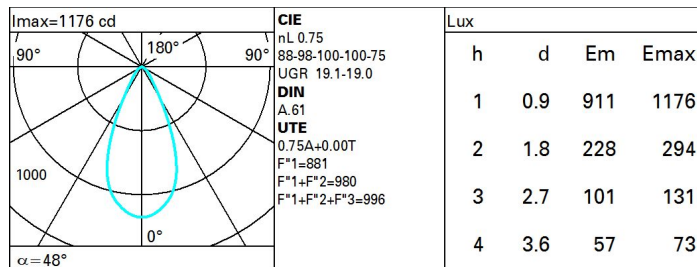 Imax=1176 cd
90° 180° 90°
1000
0°
α=48°
CIE
nL 0.75
88-98-100-100-75
UGR 19.1-19.0
DIN
A.61
UTE
0.75A+0.00T
F"1=881
F"1+F"2=980
F"1+F"2+F"3=996
Lux
h d Em Emax
1 0.9 911 1176
2 1.8 228 294
3 2.7 101 131
4 3.6 57 73